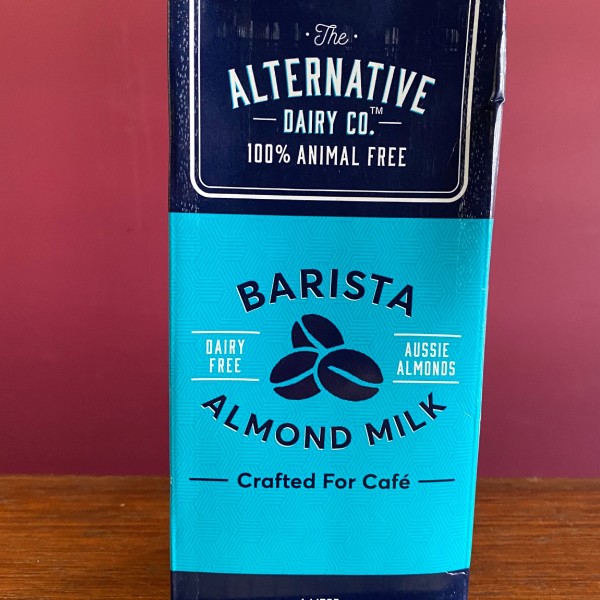 The
ALTERNATIVE
DAIRY CO.™
100% ANIMAL FREE
BARISTA
DAIRY
FREE
AUSSIE
ALMONDS
ALMOND MILK
Crafted For Café